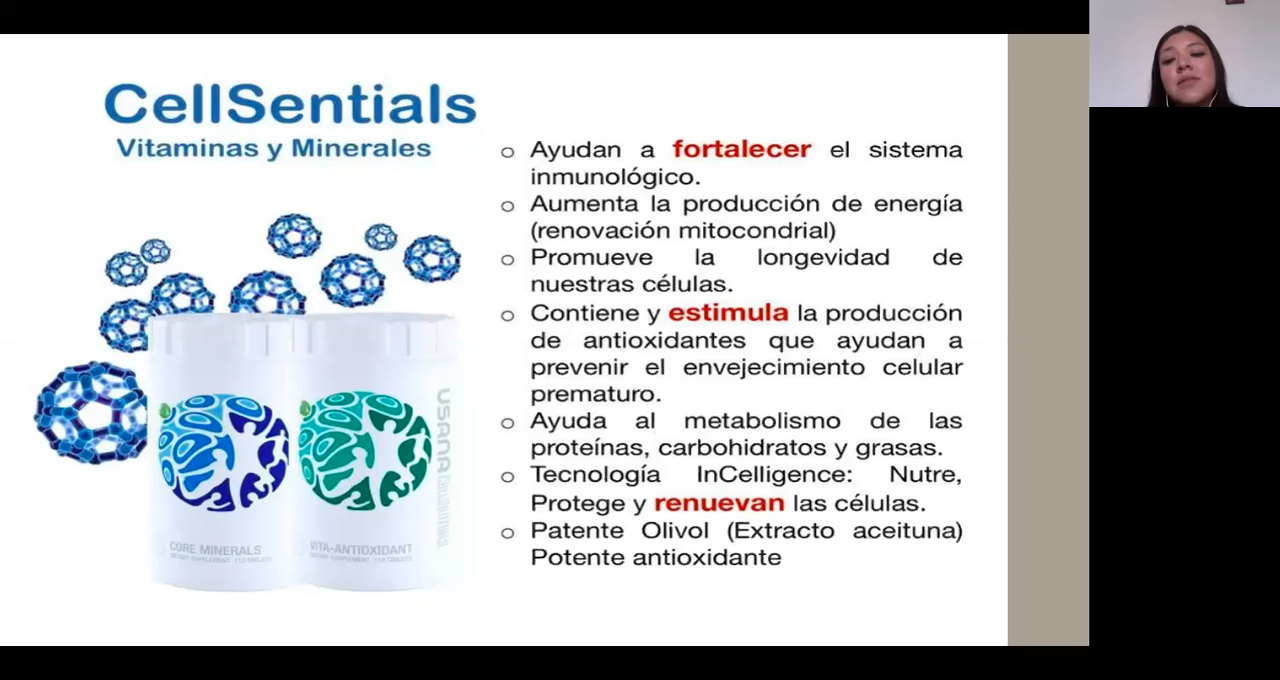 CellSentials
Vitaminas y Minerales
o Ayudan a fortalecer el sistema
inmunológico.
o Aumenta la producción de energía
(renovación mitocondrial)
o Promueve la longevidad de
nuestras células.
o Contiene y estimula la producción
de antioxidantes que ayudan a
prevenir el envejecimiento celular
prematuro.
o Ayuda al metabolismo de las
proteínas, carbohidratos y grasas.
o Tecnología InCelligence: Nutre,
Protege y renuevan las células.
o Patente Olivol (Extracto aceituna)
Potente antioxidante
USANA
CORE MINERALS
VITA-ANTIOXIDANT